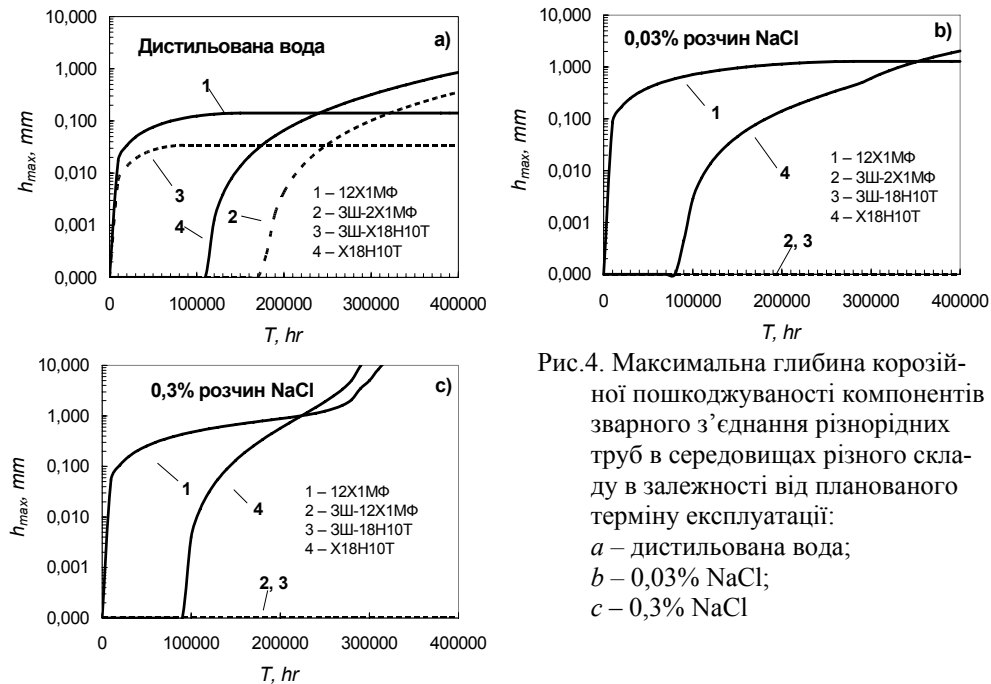 Дистильована вода
a)
10,000
1,000
0,100
0,010
0,001
0,000
h_max, mm
1
3
4
2
1 – 12Х1МФ
2 – ЗШ-2Х1МФ
3 – ЗШ-Х18Н10Т
4 – Х18Н10Т
0 100000 200000 300000 400000
T, hr
0,03% розчин NaCl
b)
10,000
1,000
0,100
0,010
0,001
0,000
h_max, mm
1
4
2, 3
1 – 12Х1МФ
2 – ЗШ-2Х1МФ
3 – ЗШ-18Н10Т
4 – Х18Н10Т
0 100000 200000 300000 400000
T, hr
0,3% розчин NaCl
c)
10,000
1,000
0,100
0,010
0,001
0,000
h_max, mm
1
4
2, 3
1 – 12Х1МФ
2 – ЗШ-12Х1МФ
3 – ЗШ-18Н10Т
4 – Х18Н10Т
0 100000 200000 300000 400000
T, hr
Рис.4. Максимальна глибина корозій-
ної пошкоджуваності компонентів
зварного з’єднання різнорідних
труб в середовищах різного скла-
ду в залежності від планованого
терміну експлуатації:
a – дистильована вода;
b – 0,03% NaCl;
c – 0,3% NaCl